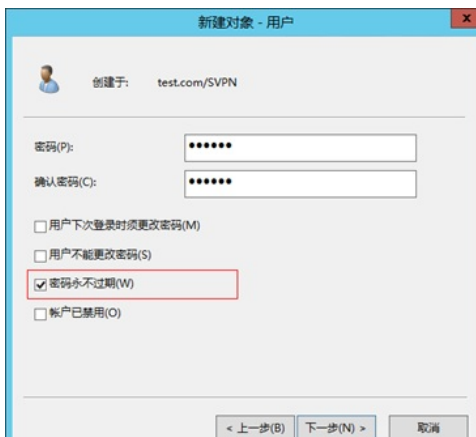 新建对象 - 用户
x
创建于: test.com/SVPN
密码(P): ••••••
确认密码(C): ••••••
用户下次登录时须更改密码(M)
用户不能更改密码(S)
密码永不过期(W)
帐户已禁用(O)
< 上一步(B) 下一步(N) > 取消